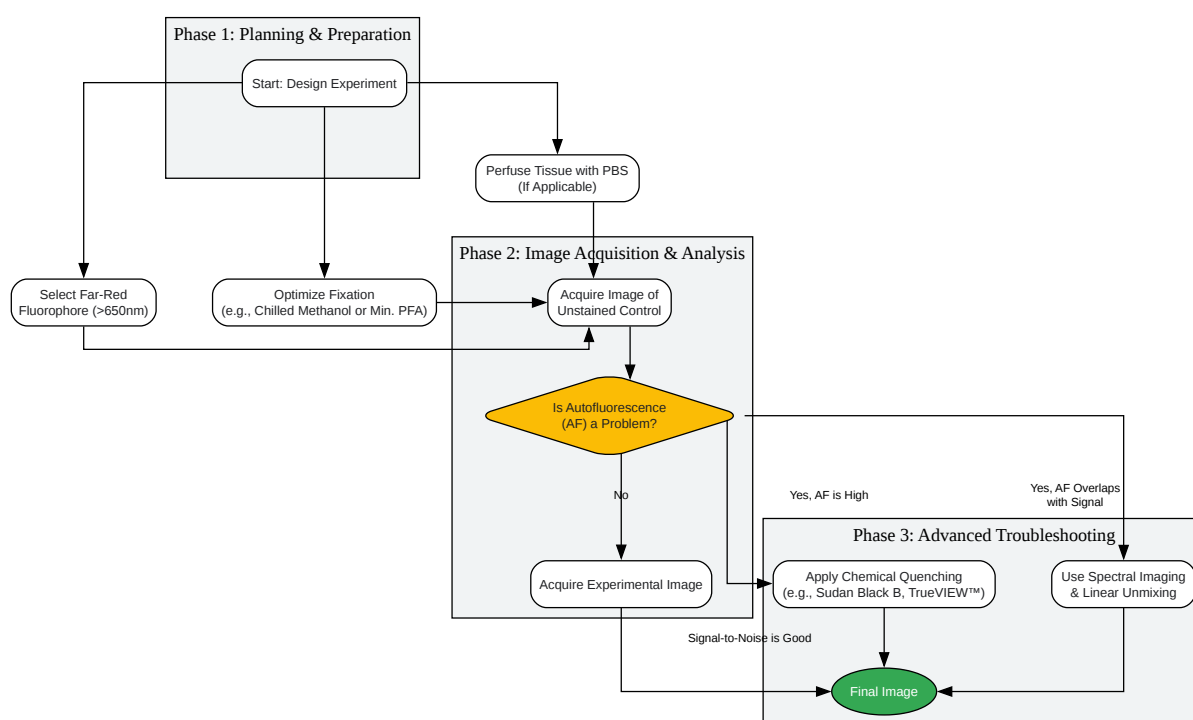 Phase 1: Planning & Preparation
Start: Design Experiment
Perfuse Tissue with PBS
(If Applicable)
Phase 2: Image Acquisition & Analysis
Select Far-Red
Fluorophore (>650nm)
Optimize Fixation
(e.g., Chilled Methanol or Min. PFA)
Acquire Image of
Unstained Control
Is Autofluorescence
(AF) a Problem?
No
Yes, AF is High
Yes, AF Overlaps
with Signal
Phase 3: Advanced Troubleshooting
Acquire Experimental Image
Apply Chemical Quenching
(e.g., Sudan Black B, TrueVIEW™)
Use Spectral Imaging
& Linear Unmixing
Signal-to-Noise is Good
Final Image